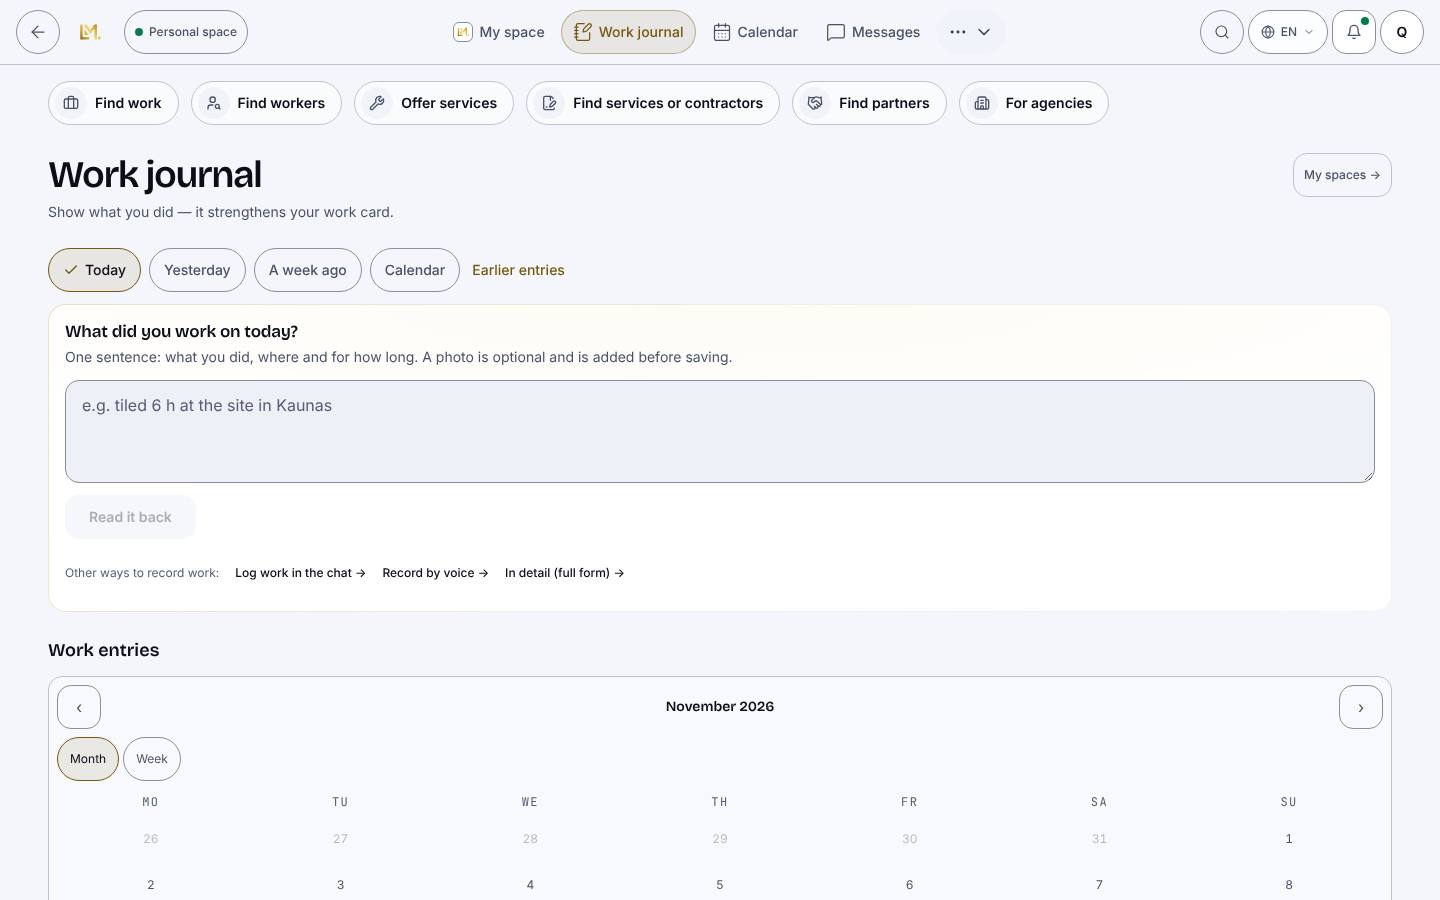 LM.
Personal space
LM.
My space
Work journal
Calendar
Messages
EN
Q
Find work
Find workers
Offer services
Find services or contractors
Find partners
For agencies
Work journal
My spaces →
Show what you did — it strengthens your work card.
Today
Yesterday
A week ago
Calendar
Earlier entries
What did you work on today?
One sentence: what you did, where and for how long. A photo is optional and is added before saving.
e.g. tiled 6 h at the site in Kaunas
Read it back
Other ways to record work: Log work in the chat → Record by voice → In detail (full form) →
Work entries
‹ November 2026 ›
Month Week
MO TU WE TH FR SA SU
26 27 28 29 30 31 1
2 3 4 5 6 7 8